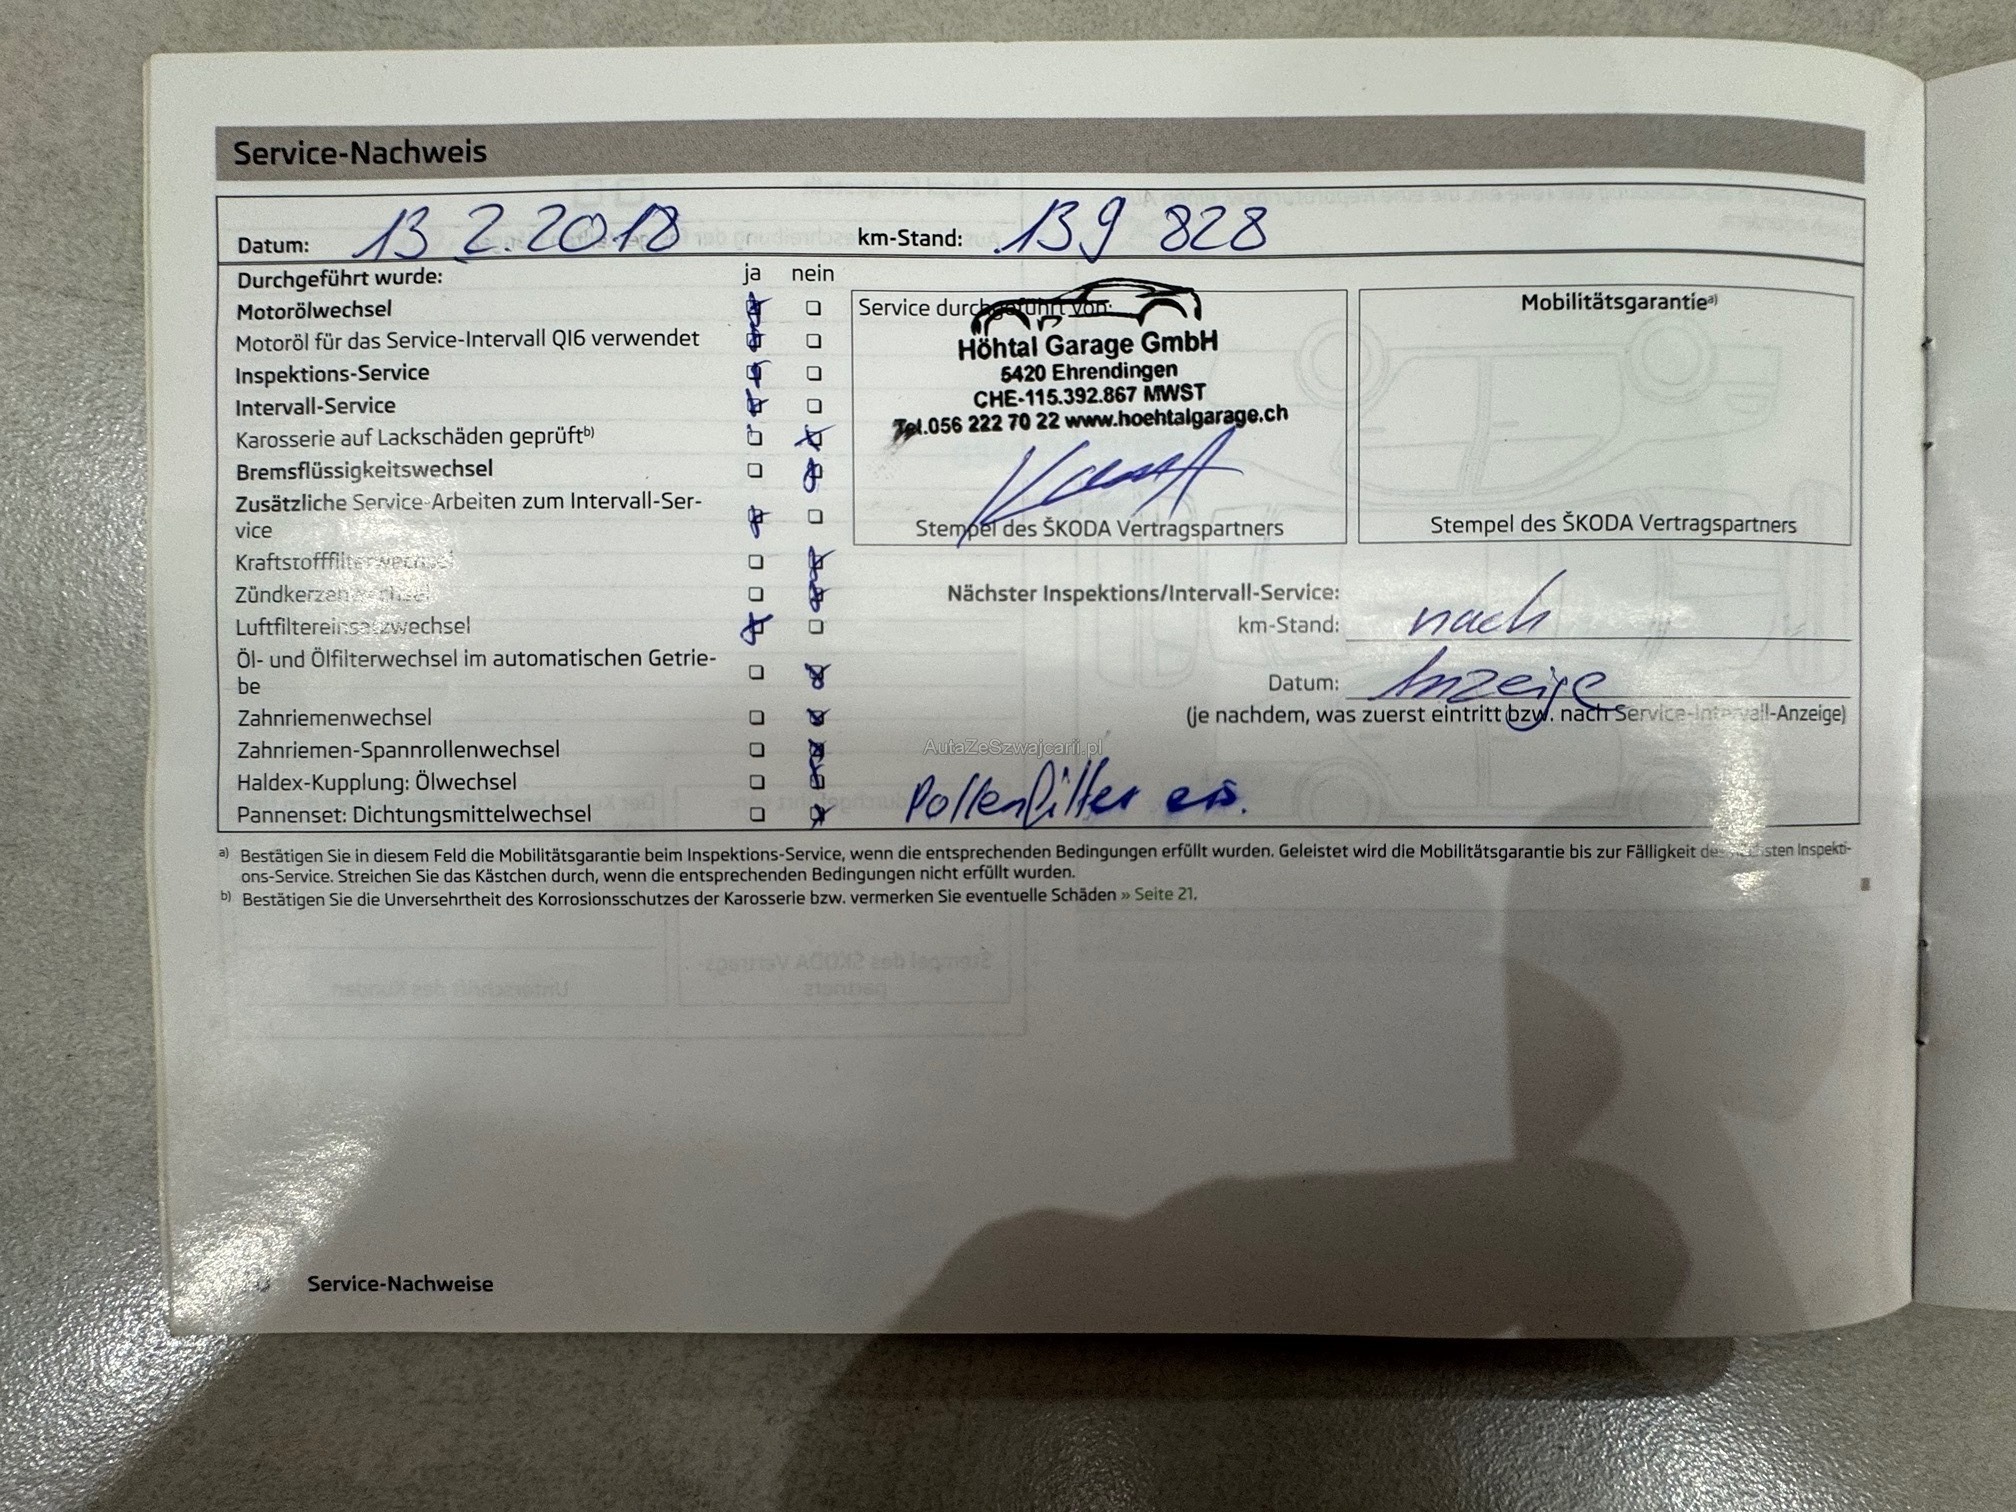 Service-Nachweis
Datum: 13.2.2018 km-Stand: 139 828
Durchgeführt wurde: ja nein
Motorölwechsel
Motoröl für das Service-Intervall QI6 verwendet
Inspektions-Service
Intervall-Service
Karosserie auf Lackschäden geprüft b)
Bremsflüssigkeitswechsel
Zusätzliche Service-Arbeiten zum Intervall-Ser-
vice
Kraftstofffilterwechsel
Zündkerzenwechsel
Luftfiltereinsatzwechsel
Öl- und Ölfilterwechsel im automatischen Getrie-
be
Zahnriemenwechsel
Zahnriemen-Spannrollenwechsel
Haldex-Kupplung: Ölwechsel
Pannenset: Dichtungsmittelwechsel
Service durchgeführt von:
Höhtal Garage GmbH
5420 Ehrendingen
CHE-115.392.867 MWST
Tel.056 222 70 22 www.hoehtalgarage.ch
Stempel des ŠKODA Vertragspartners
Mobilitätsgarantie a)
Stempel des ŠKODA Vertragspartners
Nächster Inspektions/Intervall-Service:
km-Stand: nach
Datum: Anzeige
(je nachdem, was zuerst eintritt bzw. nach Service-Intervall-Anzeige)
AutaZeSzwajcarii.pl
Pollenfilter ers.
a) Bestätigen Sie in diesem Feld die Mobilitätsgarantie beim Inspektions-Service, wenn die entsprechenden Bedingungen erfüllt wurden. Geleistet wird die Mobilitätsgarantie bis zur Fälligkeit des nächsten Inspekti-
ons-Service. Streichen Sie das Kästchen durch, wenn die entsprechenden Bedingungen nicht erfüllt wurden.
b) Bestätigen Sie die Unversehrtheit des Korrosionsschutzes der Karosserie bzw. vermerken Sie eventuelle Schäden » Seite 21.
Service-Nachweise